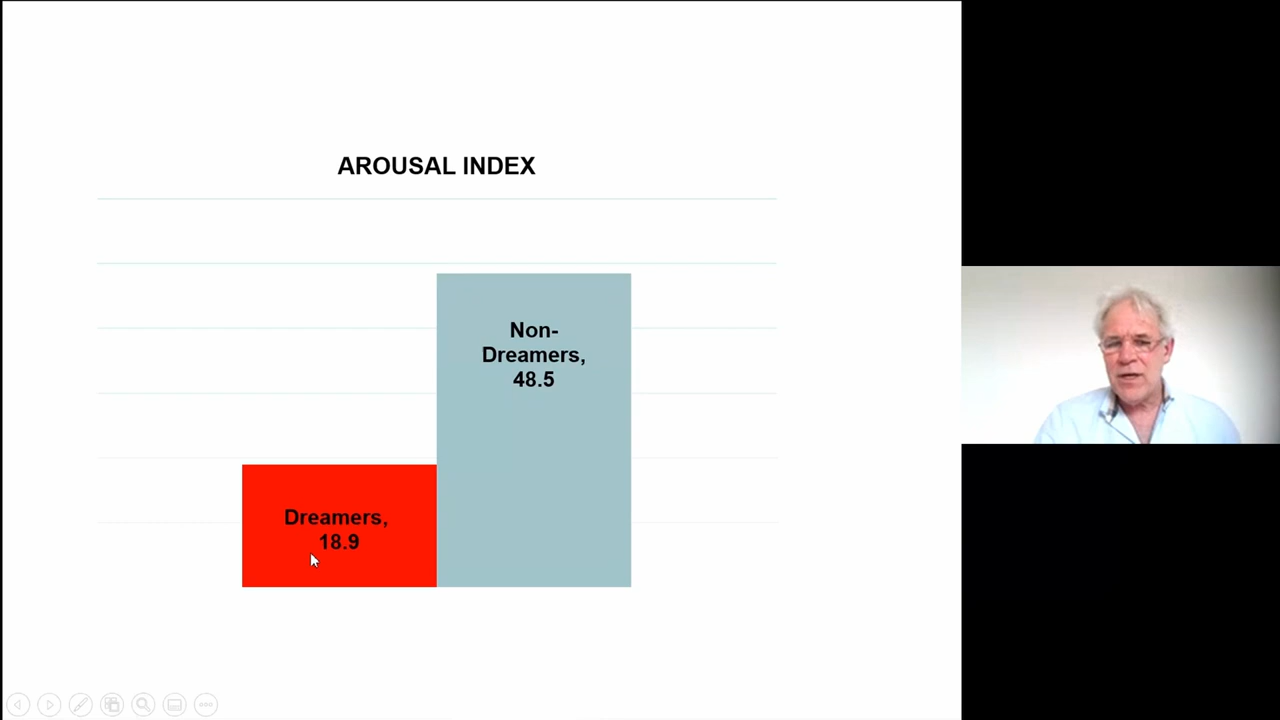 AROUSAL INDEX
Non-
Dreamers,
48.5
Dreamers,
18.9